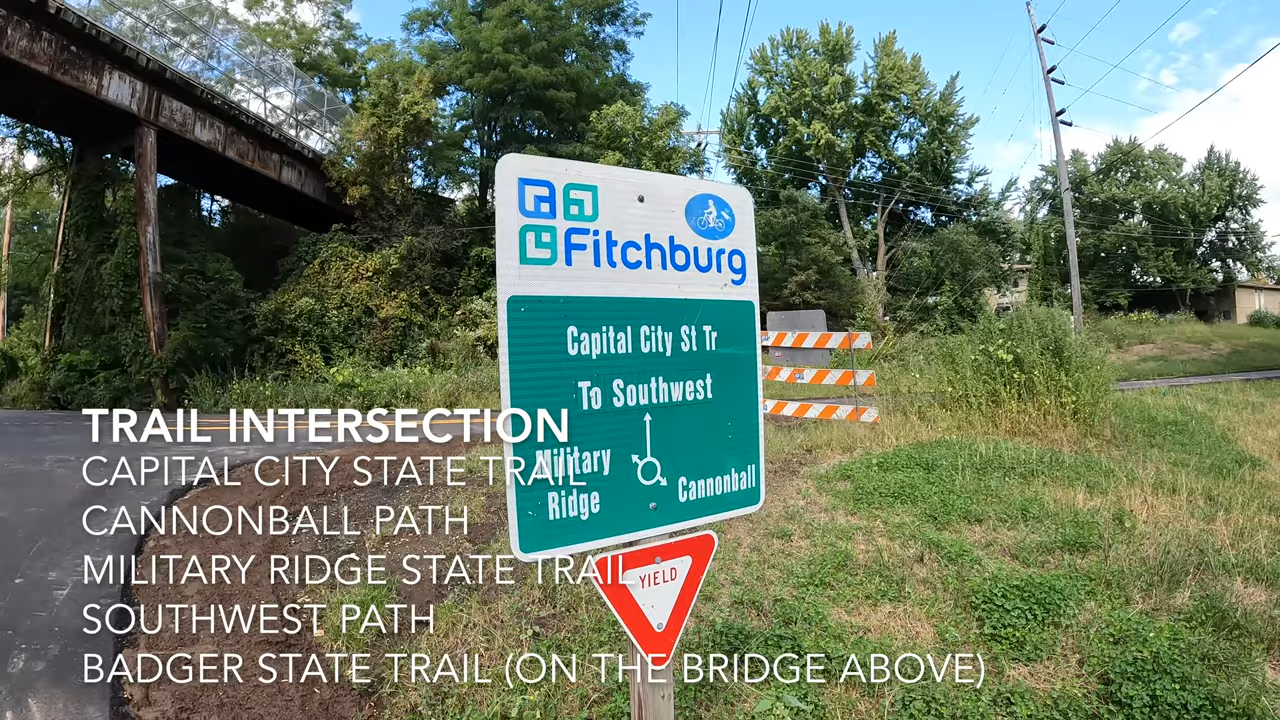 Fitchburg
Capital City St Tr
To Southwest
Military
Ridge
Cannonball
YIELD
TRAIL INTERSECTION
CAPITAL CITY STATE TRAIL
CANNONBALL PATH
MILITARY RIDGE STATE TRAIL
SOUTHWEST PATH
BADGER STATE TRAIL (ON THE BRIDGE ABOVE)